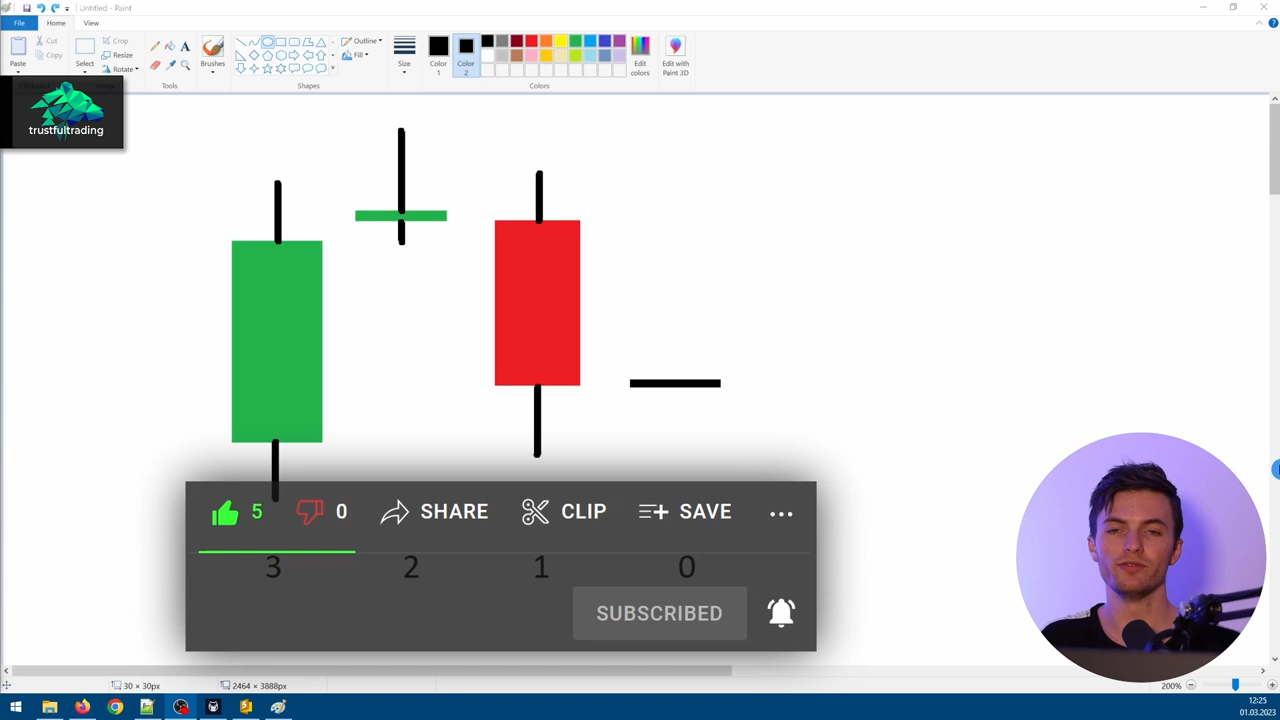 Untitled - Paint
File
Home
View
Paste
Cut
Copy
Select
Crop
Resize
Rotate
Tools
Brushes
Shapes
Outline
Fill
Size
Color
1
Color
2
Colors
Edit
colors
Edit with
Paint 3D
trustfultrading
5
0
SHARE
CLIP
SAVE
3
2
1
0
SUBSCRIBED
30 × 30px
2464 × 3888px
200%
12:25
01.03.2023